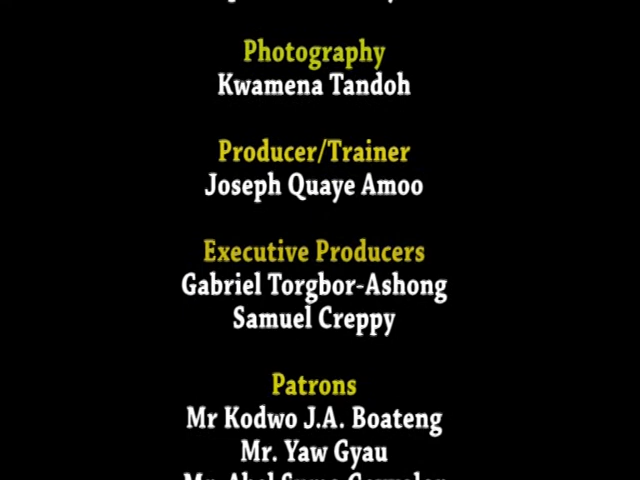 Photography
Kwamena Tandoh
Producer/Trainer
Joseph Quaye Amoo
Executive Producers
Gabriel Torgbor-Ashong
Samuel Creppy
Patrons
Mr Kodwo J.A. Boateng
Mr. Yaw Gyau